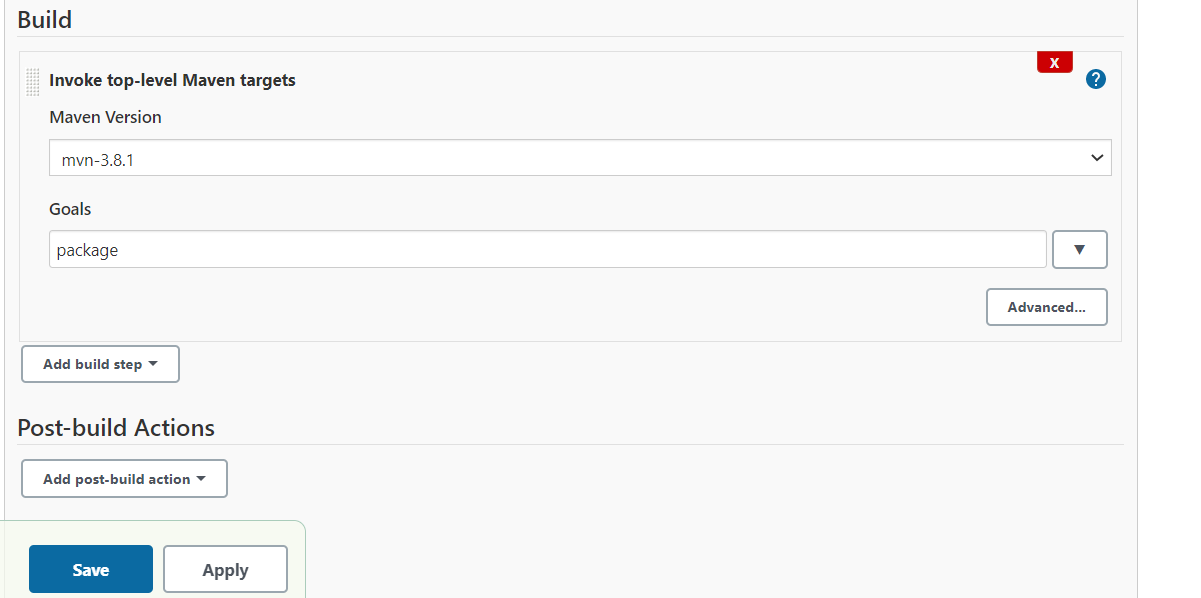 Build
Invoke top-level Maven targets
X
?
Maven Version
mvn-3.8.1
Goals
package
Advanced...
Add build step
Post-build Actions
Add post-build action
Save
Apply